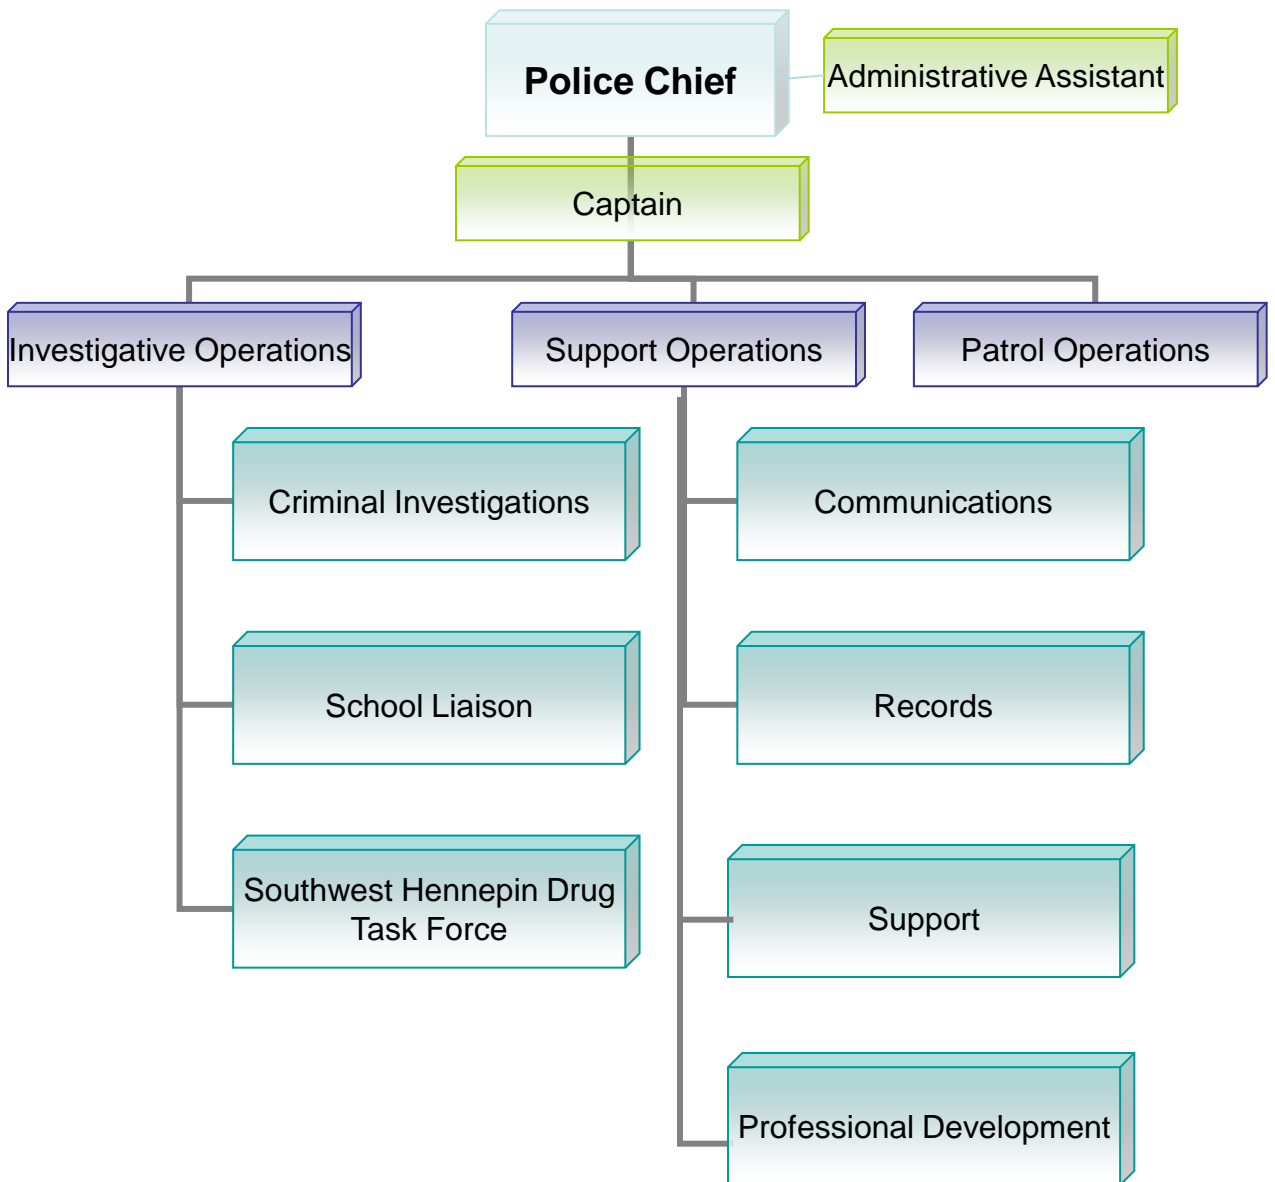 Police Chief
Administrative Assistant
Captain
Investigative Operations
Support Operations
Patrol Operations
Criminal Investigations
Communications
School Liaison
Records
Southwest Hennepin Drug
Task Force
Support
Professional Development